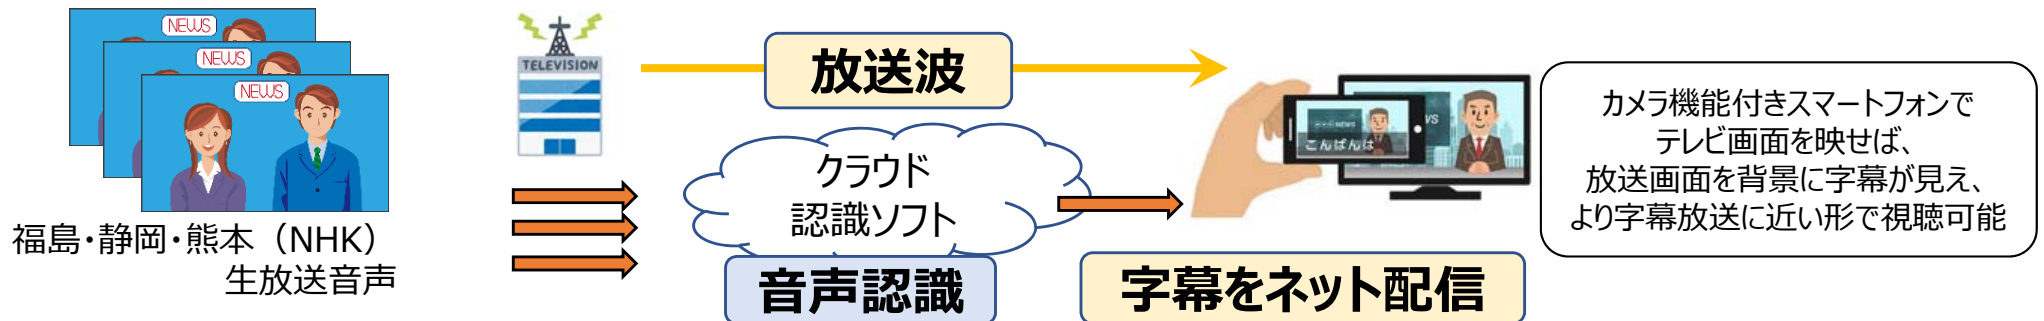 NEWS
NEWS
NEWS
福島・静岡・熊本（NHK）
生放送音声
TELEVISION
放送波
クラウド
認識ソフト
音声認識
NEWS
こんばんは
字幕をネット配信
カメラ機能付きスマートフォンで
テレビ画面を映せば、
放送画面を背景に字幕が見え、
より字幕放送に近い形で視聴可能